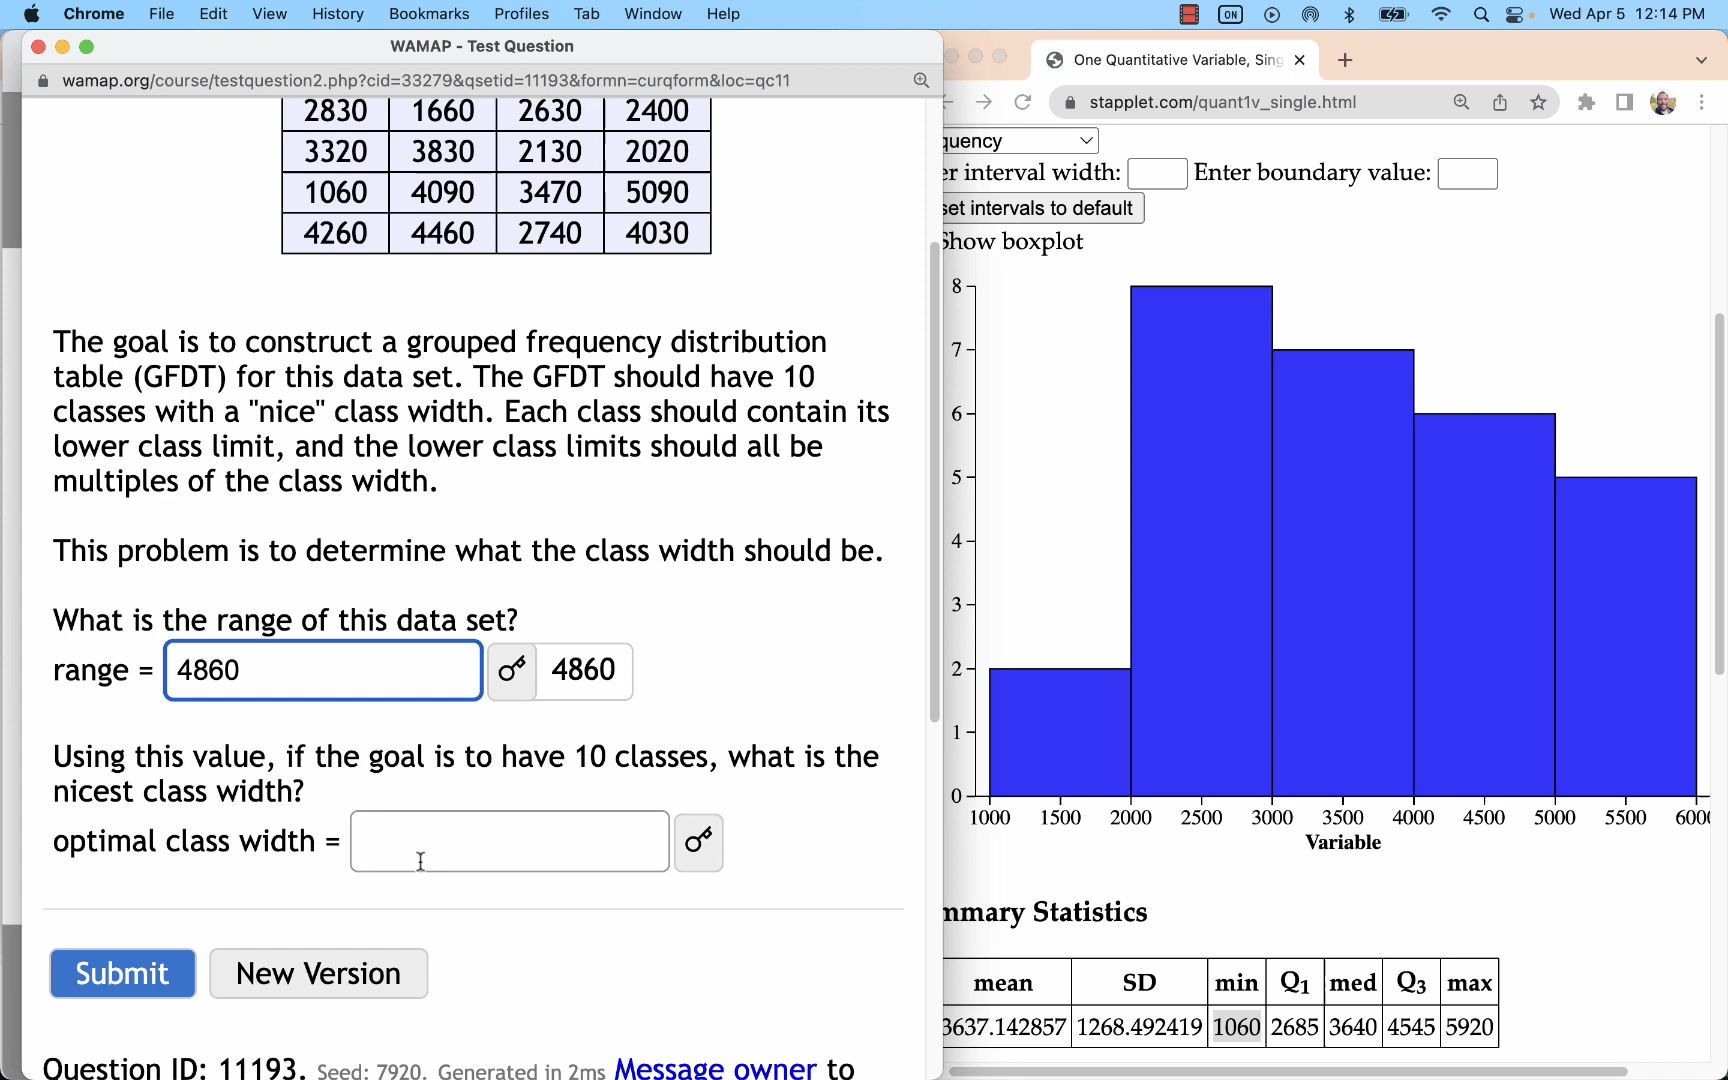 Chrome File Edit View History Bookmarks Profiles Tab Window Help ON Wed Apr 5 12:14 PM
WAMAP - Test Question
wamap.org/course/testquestion2.php?cid=33279&qsetid=11193&formn=curqform&loc=qc11
2830 1660 2630 2400
3320 3830 2130 2020
1060 4090 3470 5090
4260 4460 2740 4030
The goal is to construct a grouped frequency distribution
table (GFDT) for this data set. The GFDT should have 10
classes with a "nice" class width. Each class should contain its
lower class limit, and the lower class limits should all be
multiples of the class width.
This problem is to determine what the class width should be.
What is the range of this data set?
range = 4860 4860
Using this value, if the goal is to have 10 classes, what is the
nicest class width?
optimal class width =
Submit New Version
Question ID: 11193. Seed: 7920. Generated in 2ms Message owner to
One Quantitative Variable, Sing
stapplet.com/quant1v_single.html
quency
er interval width: Enter boundary value:
set intervals to default
Show boxplot
8
7
6
5
4
3
2
1
0
1000 1500 2000 2500 3000 3500 4000 4500 5000 5500 6000
Variable
mmary Statistics
mean SD min Q1 med Q3 max
3637.142857 1268.492419 1060 2685 3640 4545 5920